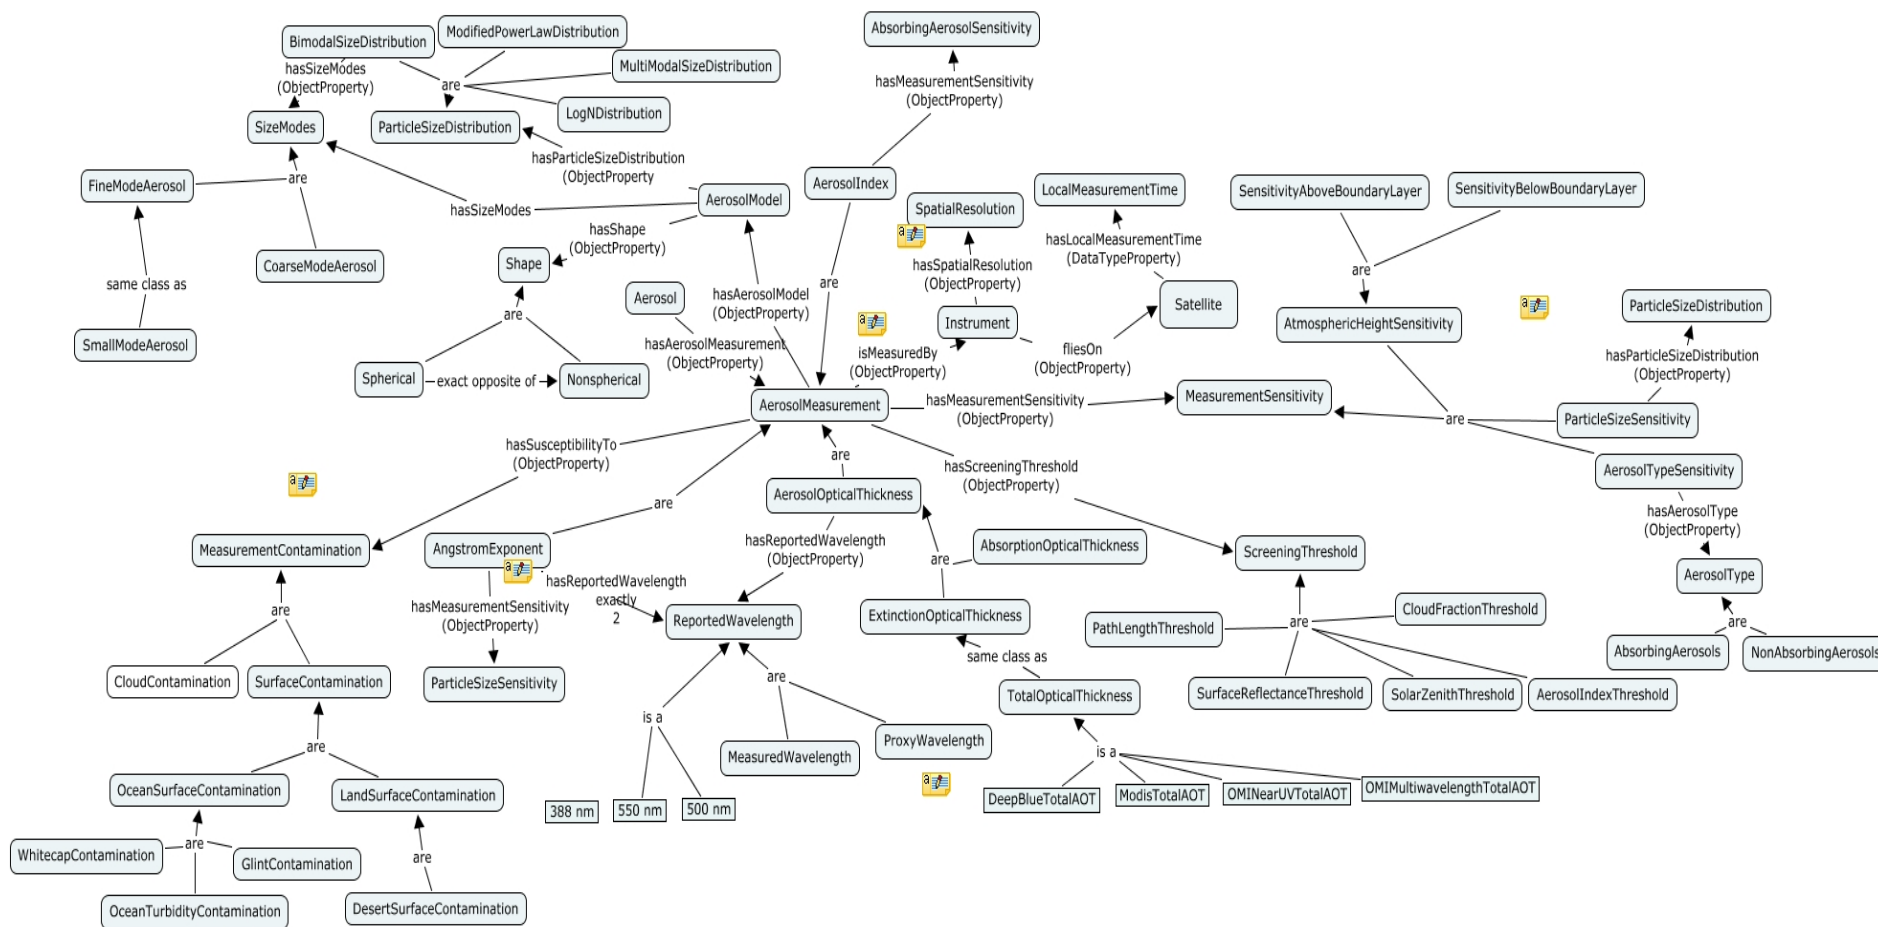 AbsorbingAerosolSensitivity
ModifiedPowerLawDistribution
BimodalSizeDistribution
MultiModalSizeDistribution
hasSizeModes
(ObjectProperty)
are
hasMeasurementSensitivity
(ObjectProperty)
LogNDistribution
SizeModes
ParticleSizeDistribution
hasParticleSizeDistribution
(ObjectProperty
FineModeAerosol
are
AerosolIndex
AerosolModel
LocalMeasurementTime
SensitivityAboveBoundaryLayer
SensitivityBelowBoundaryLayer
hasSizeModes
SpatialResolution
hasShape
(ObjectProperty)
hasLocalMeasurementTime
(DataTypeProperty)
CoarseModeAerosol
Shape
hasSpatialResolution
(ObjectProperty)
are
same class as
are
Aerosol
hasAerosolModel
(ObjectProperty)
Satellite
ParticleSizeDistribution
are
Instrument
AtmosphericHeightSensitivity
SmallModeAerosol
hasAerosolMeasurement
(ObjectProperty)
isMeasuredBy
(ObjectProperty)
fliesOn
(ObjectProperty)
hasParticleSizeDistribution
(ObjectProperty)
Spherical
exact opposite of
Nonspherical
AerosolMeasurement
hasMeasurementSensitivity
(ObjectProperty)
MeasurementSensitivity
are
ParticleSizeSensitivity
hasSusceptibilityTo
(ObjectProperty)
are
hasScreeningThreshold
(ObjectProperty)
AerosolTypeSensitivity
a
a
a
a
a
a
are
AerosolOpticalThickness
hasAerosolType
(ObjectProperty)
MeasurementContamination
AngstromExponent
hasReportedWavelength
(ObjectProperty)
are
AbsorptionOpticalThickness
ScreeningThreshold
AerosolType
hasReportedWavelength
exactly
2
hasMeasurementSensitivity
(ObjectProperty)
are
ReportedWavelength
ExtinctionOpticalThickness
PathLengthThreshold
are
CloudFractionThreshold
are
AbsorbingAerosols
NonAbsorbingAerosols
same class as
CloudContamination
SurfaceContamination
ParticleSizeSensitivity
are
TotalOpticalThickness
SurfaceReflectanceThreshold
SolarZenithThreshold
AerosolIndexThreshold
is a
are
MeasuredWavelength
ProxyWavelength
is a
OceanSurfaceContamination
LandSurfaceContamination
388 nm
550 nm
500 nm
DeepBlueTotalAOT
ModisTotalAOT
OMINearUVTotalAOT
OMIMultiwavelengthTotalAOT
WhitecapContamination
are
GlintContamination
are
OceanTurbidityContamination
DesertSurfaceContamination